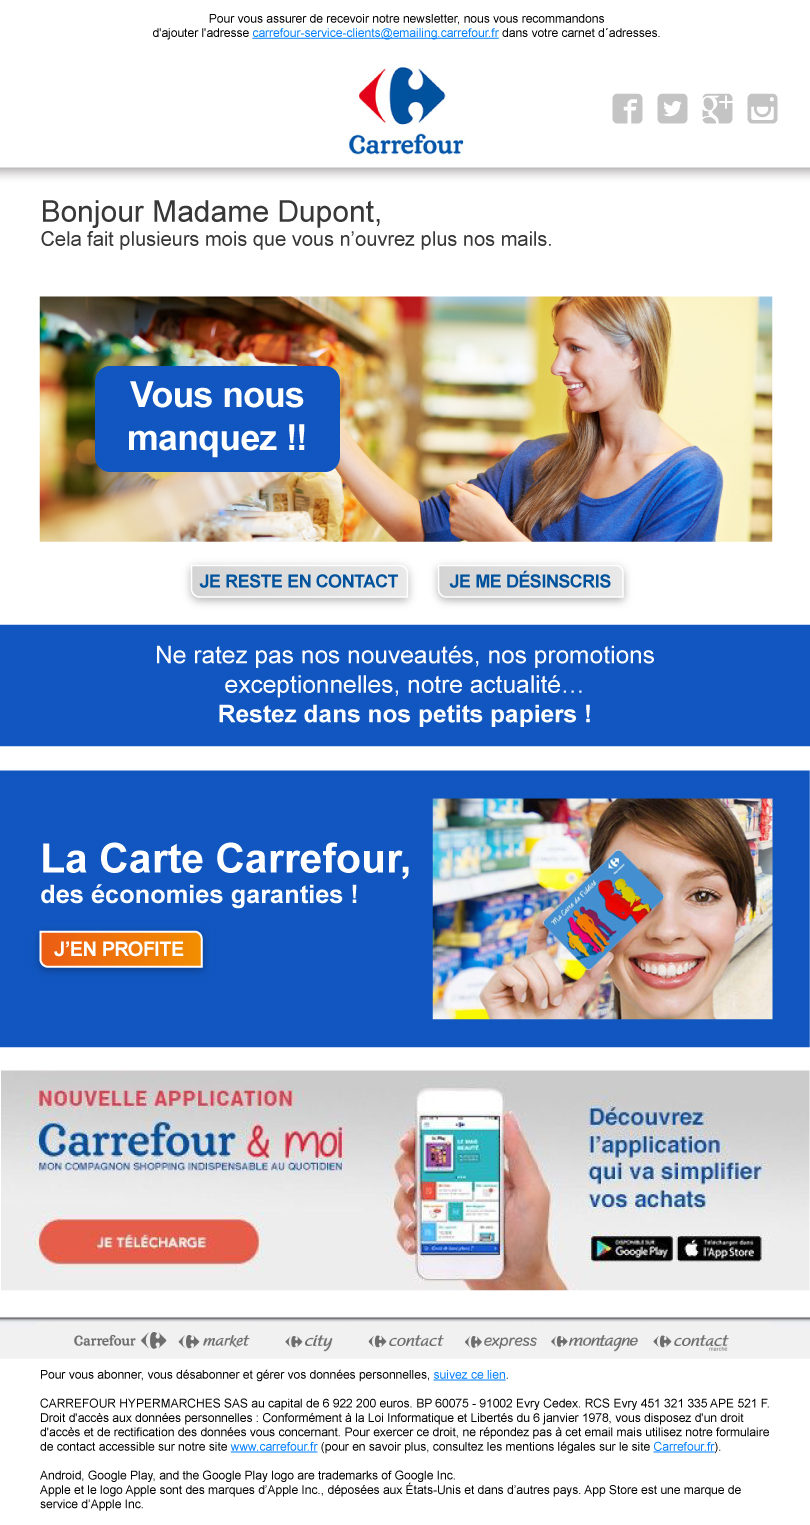 Pour vous assurer de recevoir notre newsletter, nous vous recommandons
d'ajouter l'adresse carrefour-service-clients@emailing.carrefour.fr dans votre carnet d´adresses.
Carrefour
Bonjour Madame Dupont,
Cela fait plusieurs mois que vous n’ouvrez plus nos mails.
Vous nous
manquez !!
JE RESTE EN CONTACT
JE ME DÉSINSCRIS
Ne ratez pas nos nouveautés, nos promotions
exceptionnelles, notre actualité…
Restez dans nos petits papiers !
La Carte Carrefour,
des économies garanties !
J’EN PROFITE
Ma Carte de Fidélité
NOUVELLE APPLICATION
Carrefour & moi
MON COMPAGNON SHOPPING INDISPENSABLE AU QUOTIDIEN
JE TÉLÉCHARGE
Découvrez
l’application
qui va simplifier
vos achats
DISPONIBLE SUR
Google Play
Télécharger dans
l'App Store
Carrefour market city contact express montagne contact
marché
Pour vous abonner, vous désabonner et gérer vos données personnelles, suivez ce lien.
CARREFOUR HYPERMARCHES SAS au capital de 6 922 200 euros. BP 60075 - 91002 Evry Cedex. RCS Evry 451 321 335 APE 521 F.
Droit d'accès aux données personnelles : Conformément à la Loi Informatique et Libertés du 6 janvier 1978, vous disposez d'un droit
d'accès et de rectification des données vous concernant. Pour exercer ce droit, ne répondez pas à cet email mais utilisez notre formulaire
de contact accessible sur notre site www.carrefour.fr (pour en savoir plus, consultez les mentions légales sur le site Carrefour.fr).
Android, Google Play, and the Google Play logo are trademarks of Google Inc.
Apple et le logo Apple sont des marques d’Apple Inc., déposées aux États-Unis et dans d’autres pays. App Store est une marque de
service d’Apple Inc.